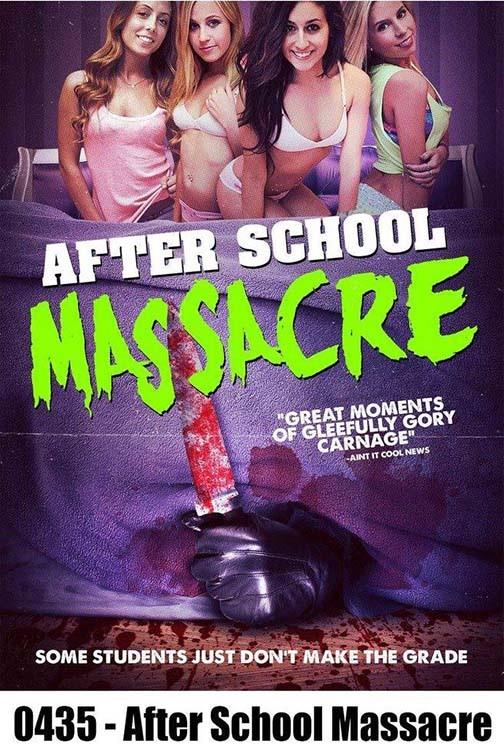 AFTER SCHOOL
MASSACRE
"GREAT MOMENTS
OF GLEEFULLY GORY
CARNAGE"
-AINT IT COOL NEWS
SOME STUDENTS JUST DON'T MAKE THE GRADE
0435 - After School Massacre